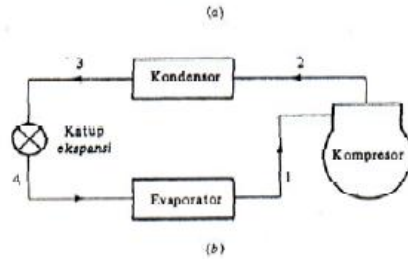 (a)
3
Kondensor
2
Katup
ekspansi
Kompresor
4
Evaporator
1
(b)